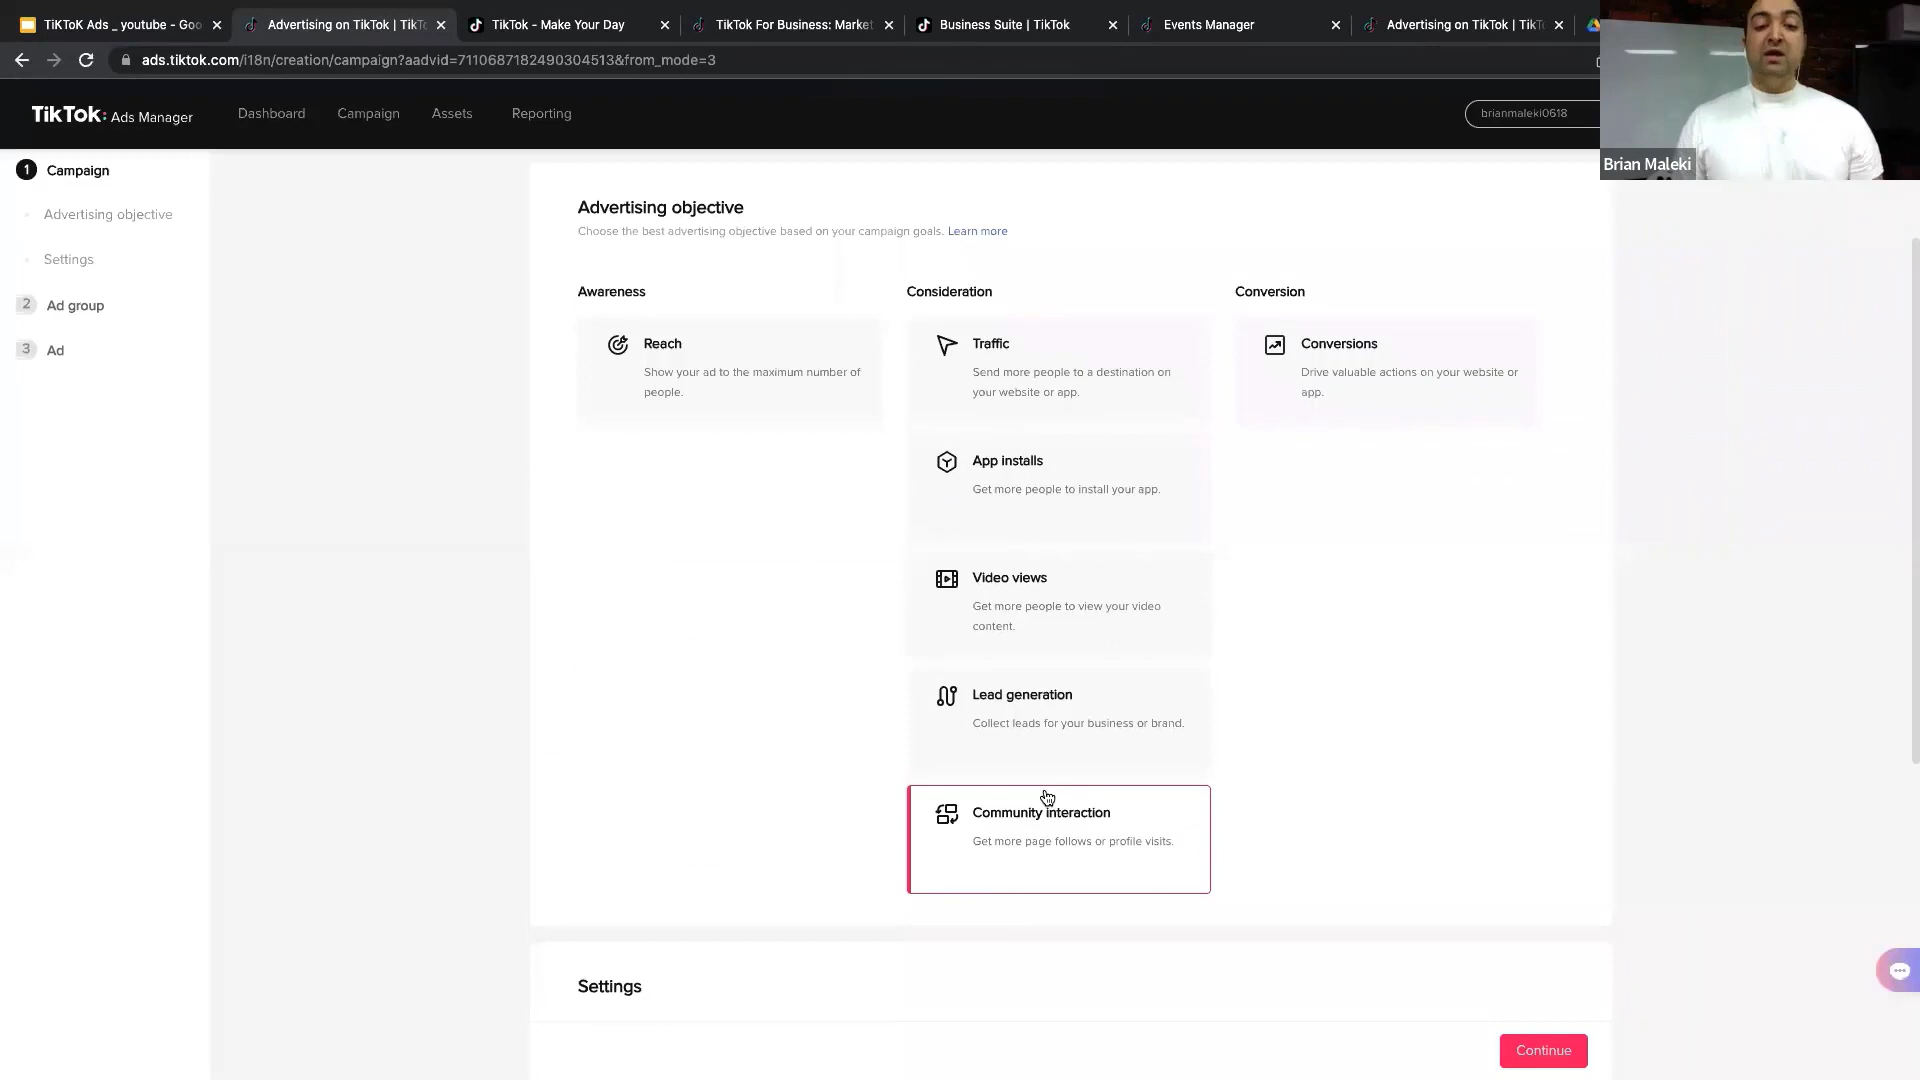 TiKToK Ads _ youtube - Goo
Advertising on TikTok | TikTo
TikTok - Make Your Day
TikTok For Business: Market
Business Suite | TikTok
Events Manager
Advertising on TikTok | TikTo
ads.tiktok.com/i18n/creation/campaign?aadvid=7110687182490304513&from_mode=3
TikTok: Ads Manager
Dashboard
Campaign
Assets
Reporting
brianmaleki0618
Brian Maleki
1 Campaign
Advertising objective
Settings
2 Ad group
3 Ad
Advertising objective
Choose the best advertising objective based on your campaign goals. Learn more
Awareness
Reach
Show your ad to the maximum number of
people.
Consideration
Traffic
Send more people to a destination on
your website or app.
App installs
Get more people to install your app.
Video views
Get more people to view your video
content.
Lead generation
Collect leads for your business or brand.
Community interaction
Get more page follows or profile visits.
Conversion
Conversions
Drive valuable actions on your website or
app.
Settings
Continue